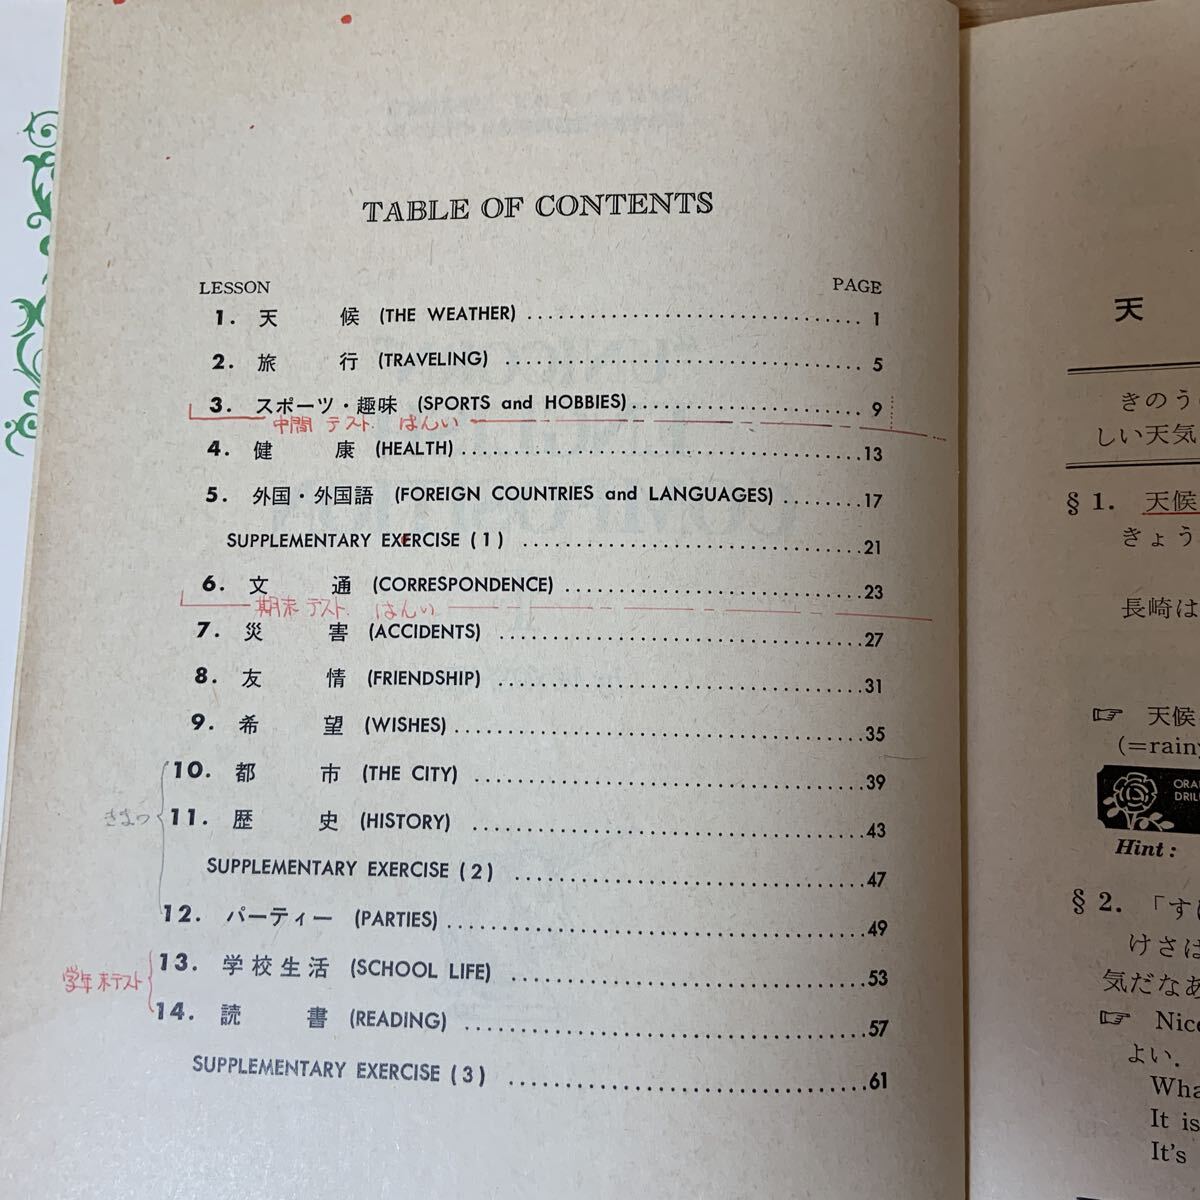 TABLE OF CONTENTS
LESSON PAGE
1. 天 候 (THE WEATHER) 1
2. 旅 行 (TRAVELING) 5
3. スポーツ・趣味 (SPORTS and HOBBIES) 9
中間テスト はんい
4. 健 康 (HEALTH) 13
5. 外国・外国語 (FOREIGN COUNTRIES and LANGUAGES) 17
SUPPLEMENTARY EXERCISE (1) 21
6. 文 通 (CORRESPONDENCE) 23
期末テスト はんい
7. 災 害 (ACCIDENTS) 27
8. 友 情 (FRIENDSHIP) 31
9. 希 望 (WISHES) 35
10. 都 市 (THE CITY) 39
きまつ
11. 歴 史 (HISTORY) 43
SUPPLEMENTARY EXERCISE (2) 47
12. パーティー (PARTIES) 49
13. 学校生活 (SCHOOL LIFE) 53
学年末テスト
14. 読 書 (READING) 57
SUPPLEMENTARY EXERCISE (3) 61
天
きのう
しい天気
§ 1. 天候
きょう
長崎は
☞ 天候
(=rainy
Hint:
§ 2. 「す
けさは
気だなあ
☞ Nice
よい.
It is
It's